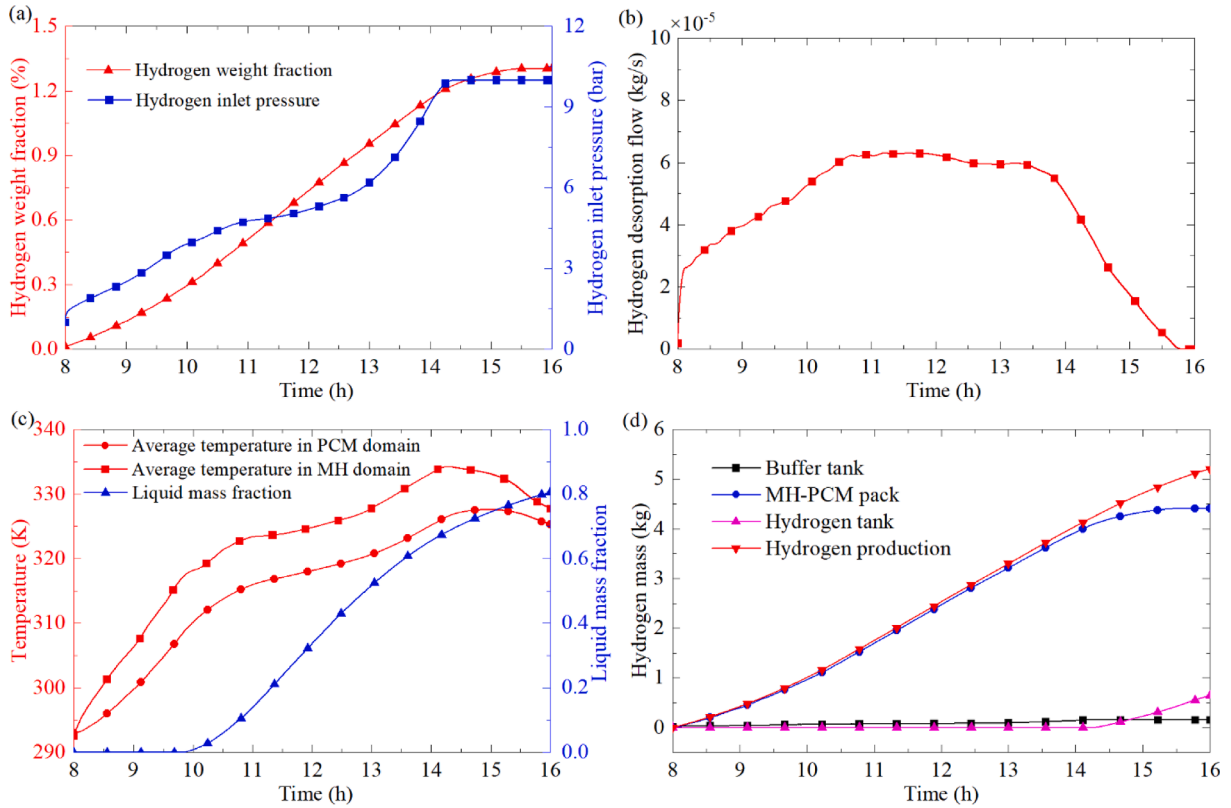 (a)
1.5
1.2
0.9
0.6
0.3
0.0
Hydrogen weight fraction (%)
Hydrogen weight fraction
Hydrogen inlet pressure
12
9
6
3
0
Hydrogen inlet pressure (bar)
8 9 10 11 12 13 14 15 16
Time (h)
(b)
×10⁻⁵
10
8
6
4
2
0
Hydrogen desorption flow (kg/s)
8 9 10 11 12 13 14 15 16
Time (h)
(c)
340
330
320
310
300
290
Temperature (K)
Average temperature in PCM domain
Average temperature in MH domain
Liquid mass fraction
1.0
0.8
0.6
0.4
0.2
0.0
Liquid mass fraction
8 9 10 11 12 13 14 15 16
Time (h)
(d)
6
5
4
3
2
1
0
Hydrogen mass (kg)
Buffer tank
MH-PCM pack
Hydrogen tank
Hydrogen production
8 9 10 11 12 13 14 15 16
Time (h)